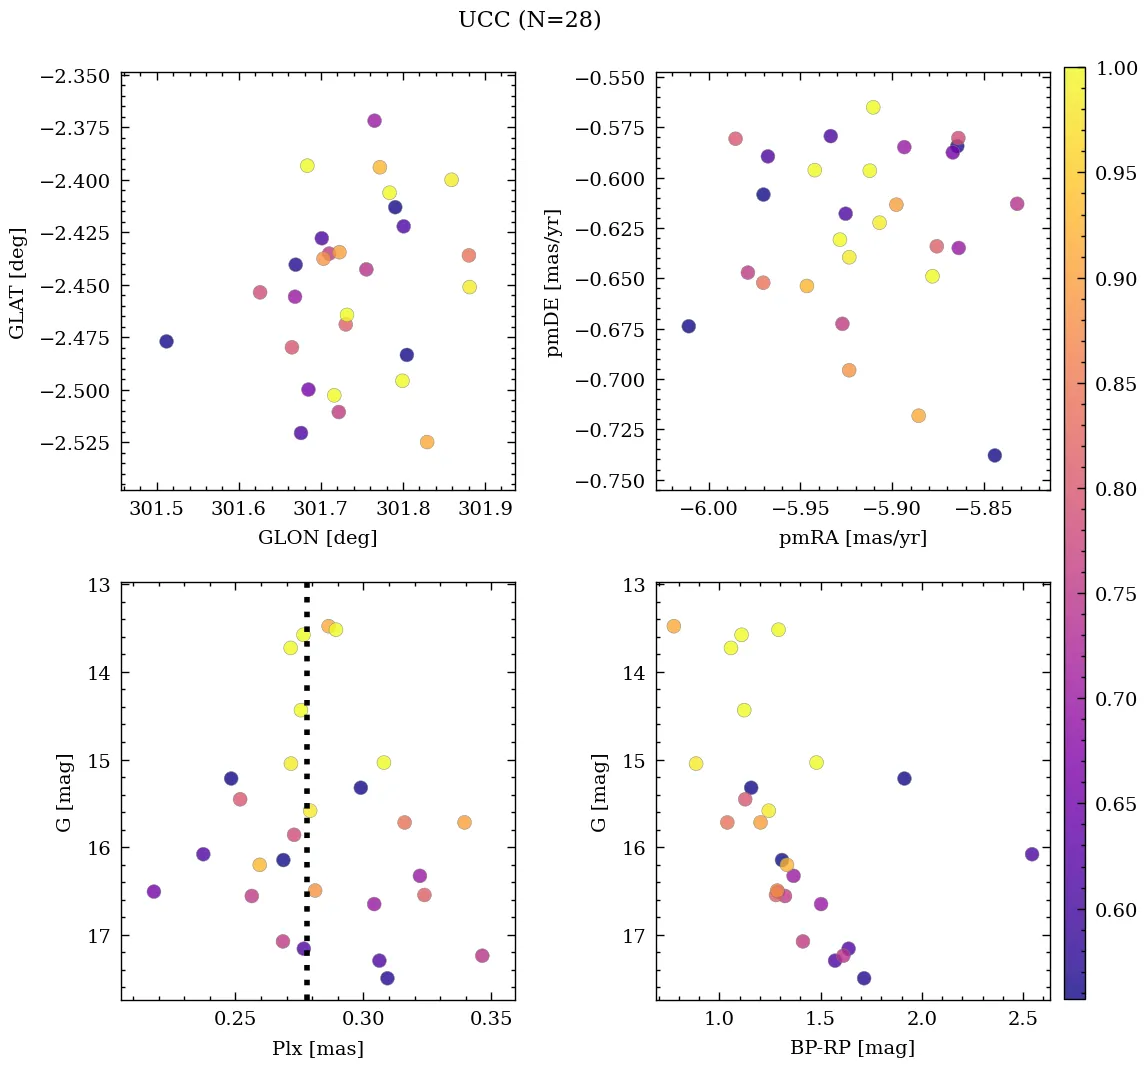 UCC (N=28)
−2.350
−2.375
−2.400
−2.425
−2.450
−2.475
−2.500
−2.525
GLAT [deg]
301.5 301.6 301.7 301.8 301.9
GLON [deg]
−0.550
−0.575
−0.600
−0.625
−0.650
−0.675
−0.700
−0.725
−0.750
pmDE [mas/yr]
−6.00 −5.95 −5.90 −5.85
pmRA [mas/yr]
13
14
15
16
17
G [mag]
0.25 0.30 0.35
Plx [mas]
13
14
15
16
17
G [mag]
1.0 1.5 2.0 2.5
BP-RP [mag]
1.00
0.95
0.90
0.85
0.80
0.75
0.70
0.65
0.60